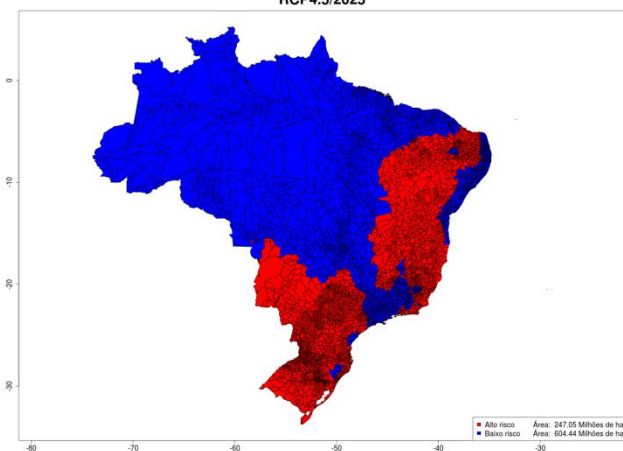 RCP4.5/2025
0
-10
-20
-30
Alto risco Área: 247.05 Milhões de ha
Baixo risco Área: 604.44 Milhões de ha
-80 -70 -60 -50 -40 -30 -20